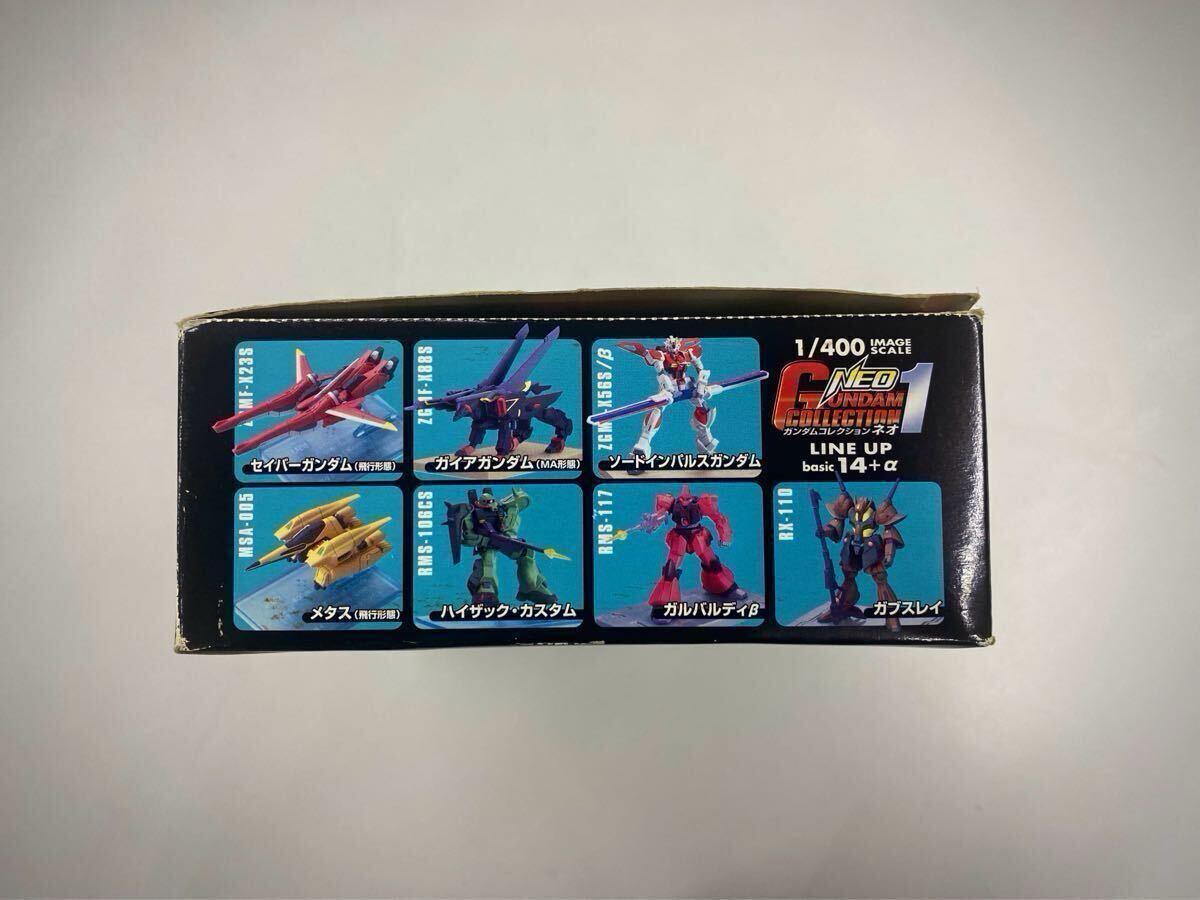 ZGMF-X23S
セイバーガンダム(飛行形態)
ZGMF-X88S
ガイアガンダム(MA形態)
ZGMF-X56S/β
ソードインパルスガンダム
1/400 IMAGE SCALE
NEO
GUNDAM
COLLECTION 1
ガンダムコレクションネオ
LINE UP
basic 14+α
MSA-005
メタス(飛行形態)
RMS-106CS
ハイザック・カスタム
RMS-117
ガルバルディβ
RX-110
ガブスレイ